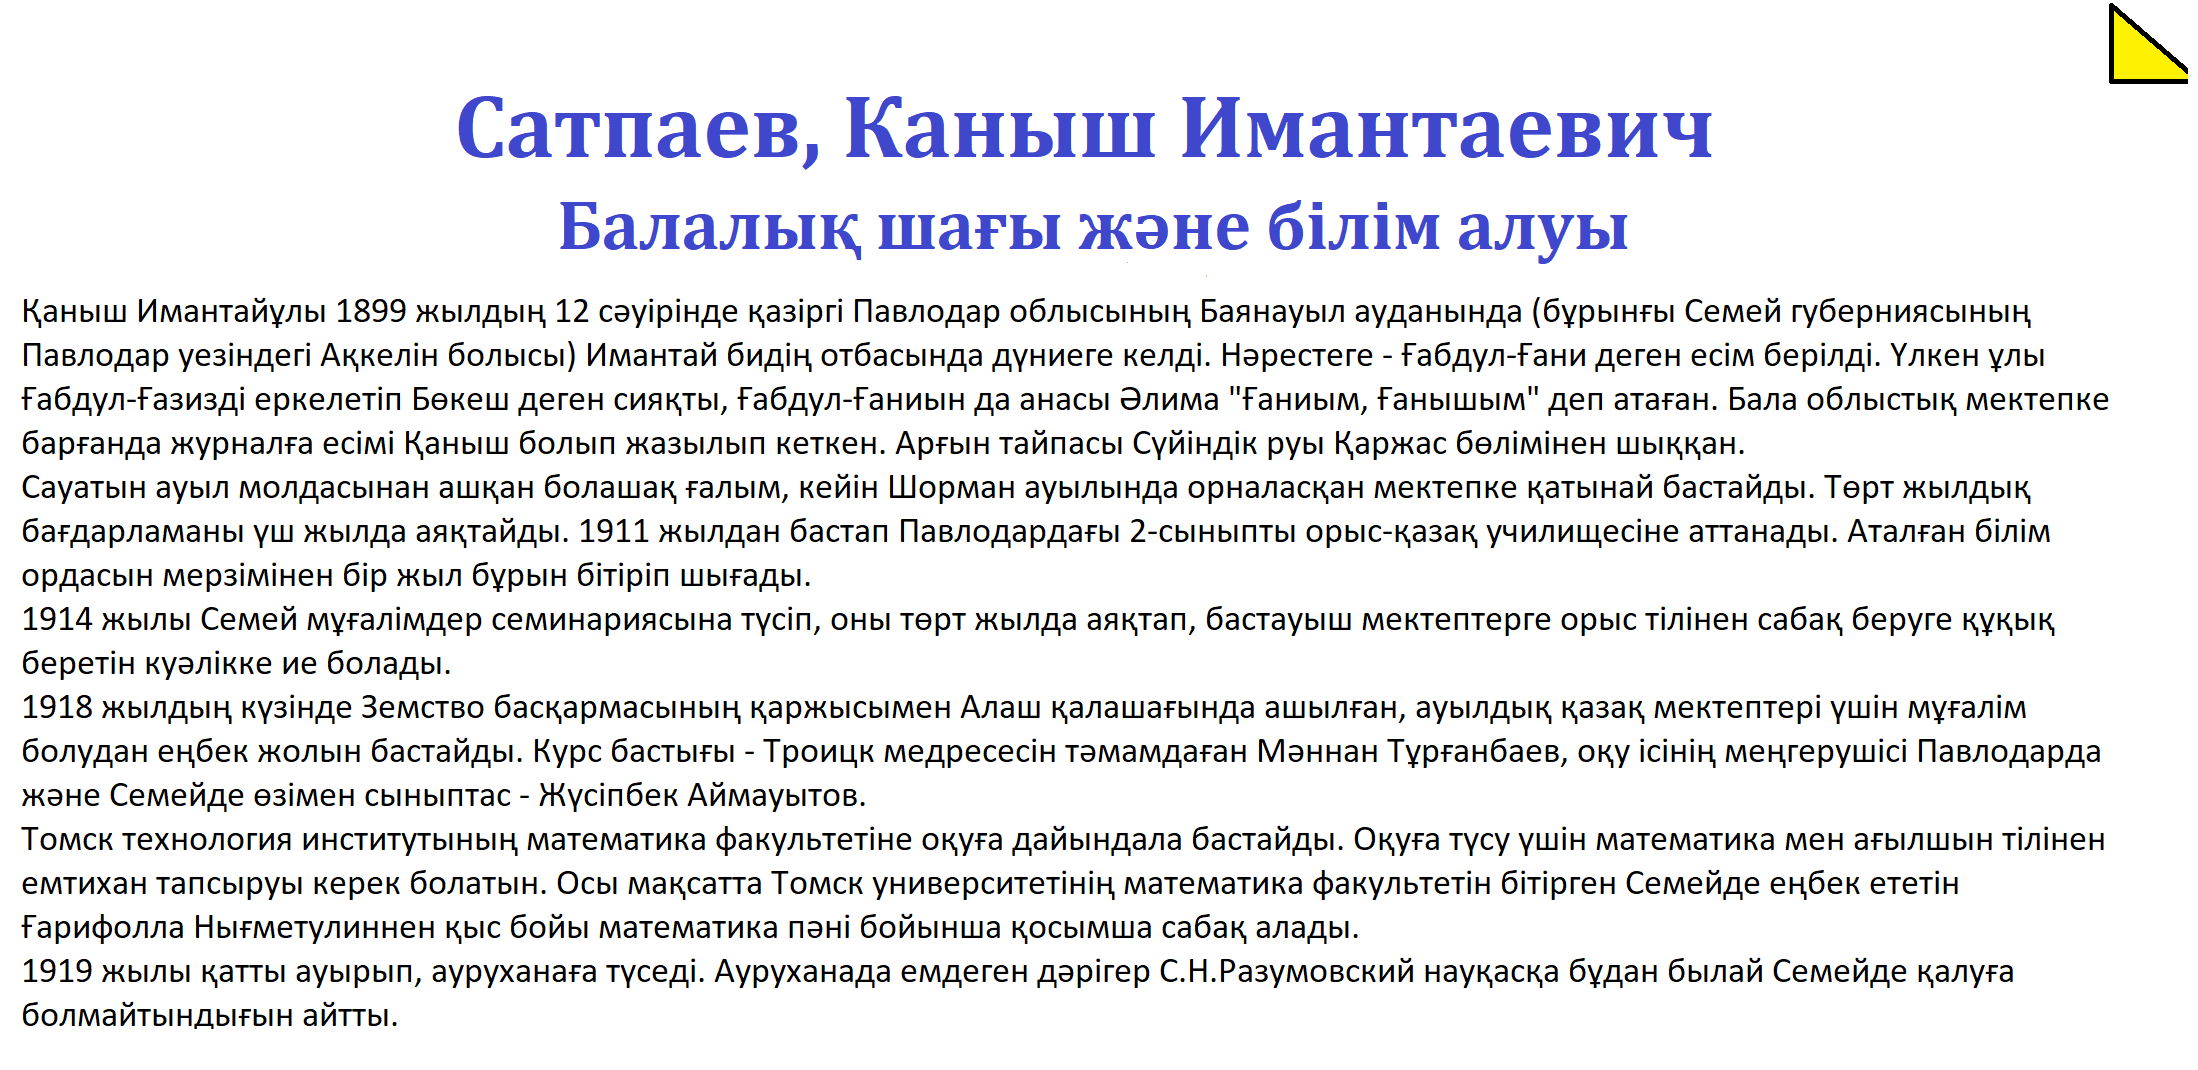 Сатпаев, Каныш Имантаевич
Балалық шағы және білім алуы
Қаныш Имантайұлы 1899 жылдың 12 сәуірінде қазіргі Павлодар облысының Баянауыл ауданында (бұрынғы Семей губерниясының
Павлодар уезіндегі Ақкелін болысы) Имантай бидің отбасында дүниеге келді. Нәрестеге - Ғабдул-Ғани деген есім берілді. Үлкен ұлы
Ғабдул-Ғазизді еркелетіп Бөкеш деген сияқты, Ғабдул-Ғаниын да анасы Әлима "Ғаниым, Ғанышым" деп атаған. Бала облыстық мектепке
барғанда журналға есімі Қаныш болып жазылып кеткен. Арғын тайпасы Сүйіндік руы Қаржас бөлімінен шыққан.
Сауатын ауыл молдасынан ашқан болашақ ғалым, кейін Шорман ауылында орналасқан мектепке қатынай бастайды. Төрт жылдық
бағдарламаны үш жылда аяқтайды. 1911 жылдан бастап Павлодардағы 2-сыныпты орыс-қазақ училищесіне аттанады. Аталған білім
ордасын мерзімінен бір жыл бұрын бітіріп шығады.
1914 жылы Семей мұғалімдер семинариясына түсіп, оны төрт жылда аяқтап, бастауыш мектептерге орыс тілінен сабақ беруге құқық
беретін куәлікке ие болады.
1918 жылдың күзінде Земство басқармасының қаржысымен Алаш қалашағында ашылған, ауылдық қазақ мектептері үшін мұғалім
болудан еңбек жолын бастайды. Курс бастығы - Троицк медресесін тәмамдаған Мәннан Тұрғанбаев, оқу ісінің меңгерушісі Павлодарда
және Семейде өзімен сыныптас - Жүсіпбек Аймауытов.
Томск технология институтының математика факультетіне оқуға дайындала бастайды. Оқуға түсу үшін математика мен ағылшын тілінен
емтихан тапсыруы керек болатын. Осы мақсатта Томск университетінің математика факультетін бітірген Семейде еңбек ететін
Ғарифолла Нығметулиннен қыс бойы математика пәні бойынша қосымша сабақ алады.
1919 жылы қатты ауырып, ауруханаға түседі. Ауруханада емдеген дәрігер С.Н.Разумовский науқасқа бұдан былай Семейде қалуға
болмайтындығын айтты.